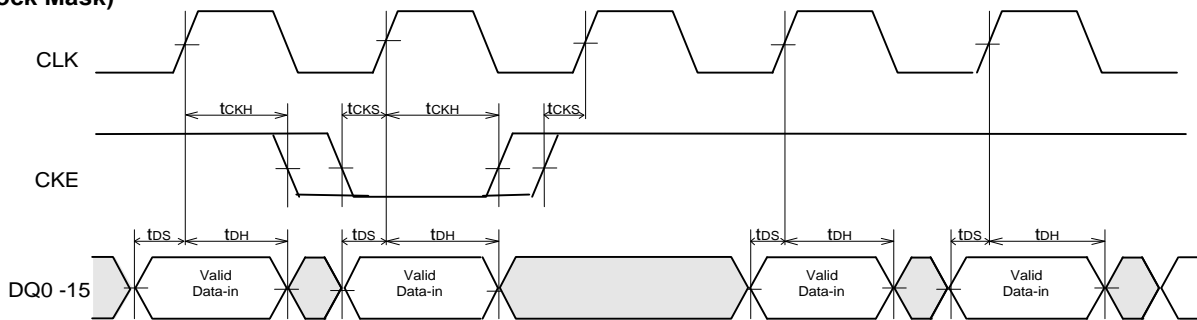 ock Mask)
CLK
tCKH tCKS tCKH tCKS
CKE
tDS tDH tDS tDH tDS tDH tDS tDH
DQ0 -15
Valid Data-in
Valid Data-in
Valid Data-in
Valid Data-in